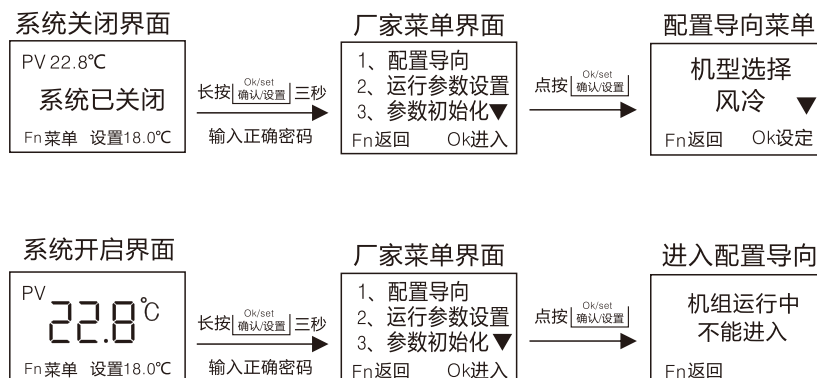 系统关闭界面
PV 22.8℃
系统已关闭
Fn菜单 设置18.0℃
长按 Ok/set 确认/设置 三秒
输入正确密码
厂家菜单界面
1、配置导向
2、运行参数设置
3、参数初始化▼
Fn返回 Ok进入
点按 Ok/set 确认/设置
配置导向菜单
机型选择
风冷 ▼
Fn返回 Ok设定
系统开启界面
PV
22.8℃
Fn菜单 设置18.0℃
长按 Ok/set 确认/设置 三秒
输入正确密码
厂家菜单界面
1、配置导向
2、运行参数设置
3、参数初始化▼
Fn返回 Ok进入
点按 Ok/set 确认/设置
进入配置导向
机组运行中
不能进入
Fn返回